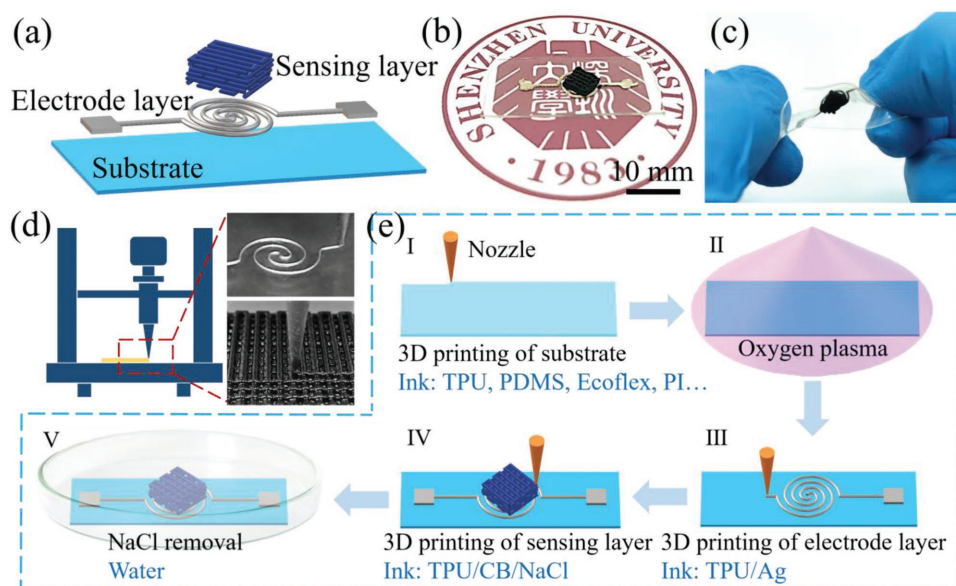 (a)
Sensing layer
Electrode layer
Substrate
(b)
SHENZHEN UNIVERSITY
· 1983 ·
10 mm
(c)
(d)
(e)
I
Nozzle
3D printing of substrate
Ink: TPU, PDMS, Ecoflex, PI…
II
Oxygen plasma
III
3D printing of electrode layer
Ink: TPU/Ag
IV
3D printing of sensing layer
Ink: TPU/CB/NaCl
V
NaCl removal
Water